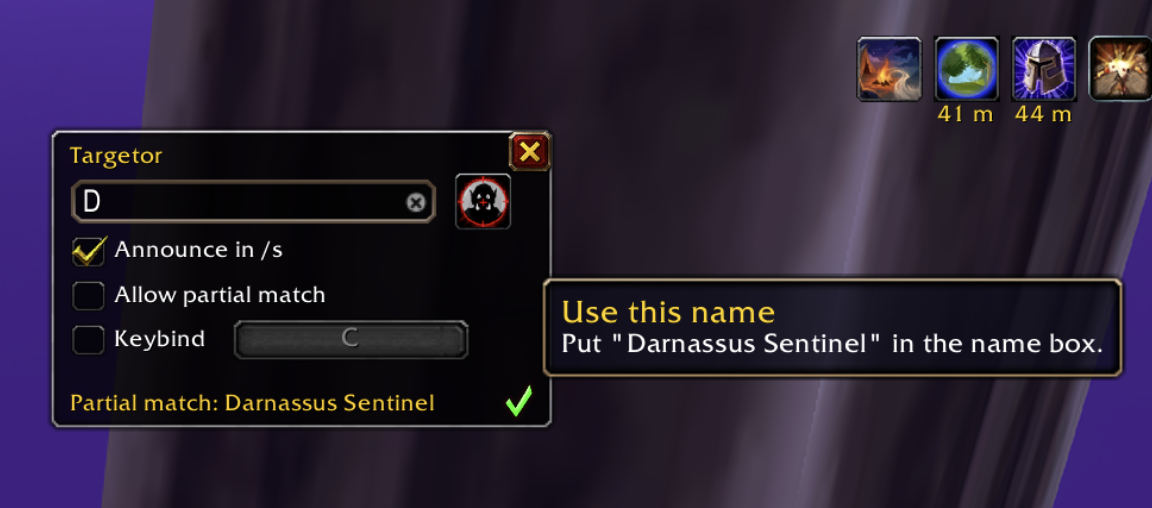 41 m
44 m
Targetor
D
Announce in /s
Allow partial match
Keybind
C
Use this name
Put "Darnassus Sentinel" in the name box.
Partial match: Darnassus Sentinel